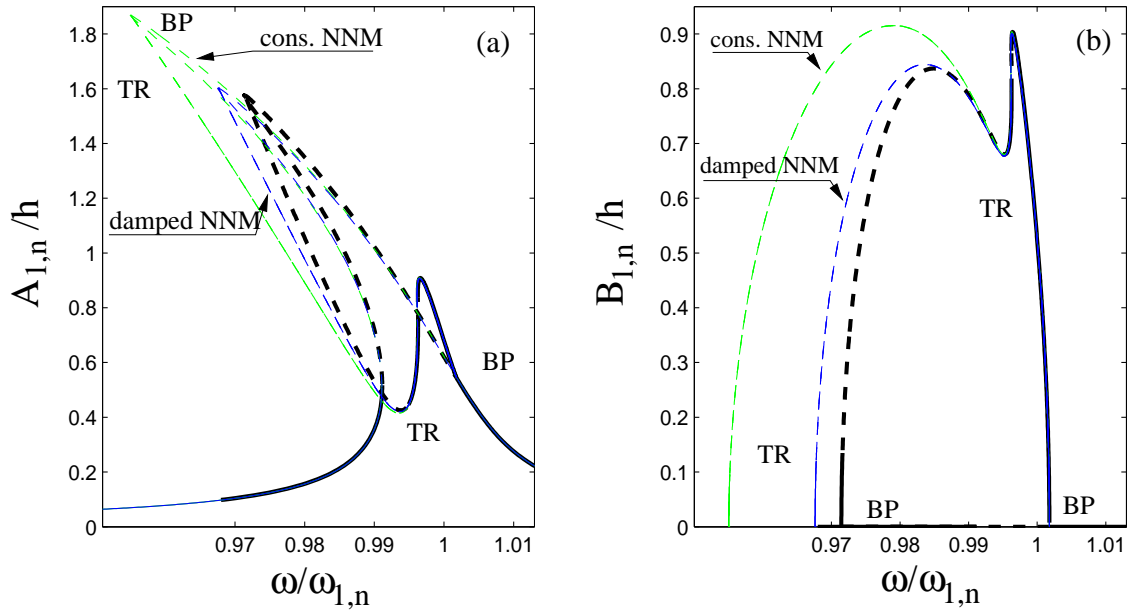 (a)
BP
cons. NNM
TR
damped NNM
TR
BP
1.8
1.6
1.4
1.2
1
0.8
0.6
0.4
0.2
0
0.97
0.98
0.99
1
1.01
A1,n/h
ω/ω1,n
(b)
cons. NNM
damped NNM
TR
TR
BP
BP
0.9
0.8
0.7
0.6
0.5
0.4
0.3
0.2
0.1
0
0.97
0.98
0.99
1
1.01
B1,n/h
ω/ω1,n